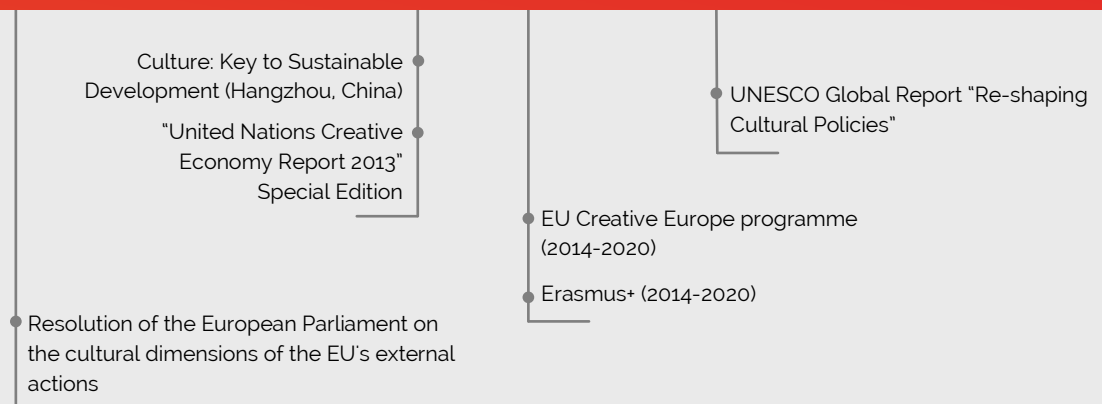 Culture: Key to Sustainable
Development (Hangzhou, China)
“United Nations Creative
Economy Report 2013”
Special Edition
UNESCO Global Report “Re-shaping
Cultural Policies”
EU Creative Europe programme
(2014-2020)
Erasmus+ (2014-2020)
Resolution of the European Parliament on
the cultural dimensions of the EU's external
actions